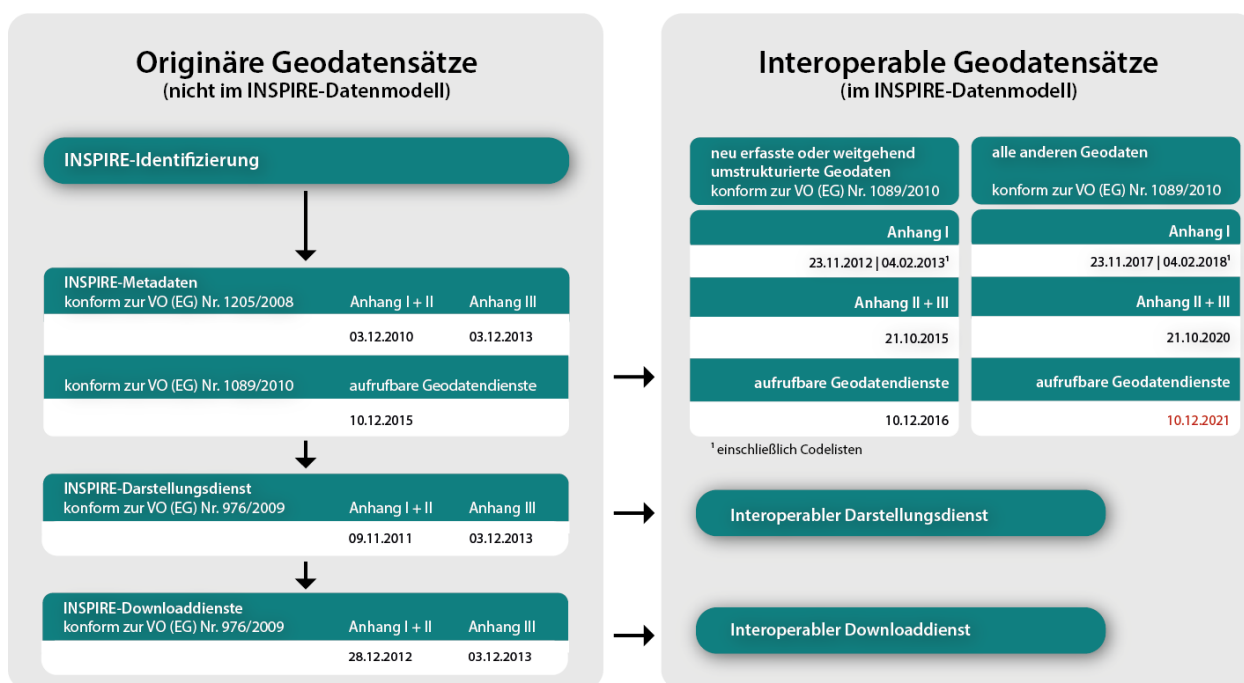 Originäre Geodatensätze
(nicht im INSPIRE-Datenmodell)
INSPIRE-Identifizierung
INSPIRE-Metadaten
konform zur VO (EG) Nr. 1205/2008 Anhang I + II Anhang III
03.12.2010 03.12.2013
konform zur VO (EG) Nr. 1089/2010 aufrufbare Geodatendienste
10.12.2015
INSPIRE-Darstellungsdienst
konform zur VO (EG) Nr. 976/2009 Anhang I + II Anhang III
09.11.2011 03.12.2013
INSPIRE-Downloaddienste
konform zur VO (EG) Nr. 976/2009 Anhang I + II Anhang III
28.12.2012 03.12.2013
Interoperable Geodatensätze
(im INSPIRE-Datenmodell)
neu erfasste oder weitgehend
umstrukturierte Geodaten
konform zur VO (EG) Nr. 1089/2010
Anhang I
23.11.2012 | 04.02.2013¹
Anhang II + III
21.10.2015
aufrufbare Geodatendienste
10.12.2016
alle anderen Geodaten
konform zur VO (EG) Nr. 1089/2010
Anhang I
23.11.2017 | 04.02.2018¹
Anhang II + III
21.10.2020
aufrufbare Geodatendienste
10.12.2021
¹ einschließlich Codelisten
Interoperabler Darstellungsdienst
Interoperabler Downloaddienst